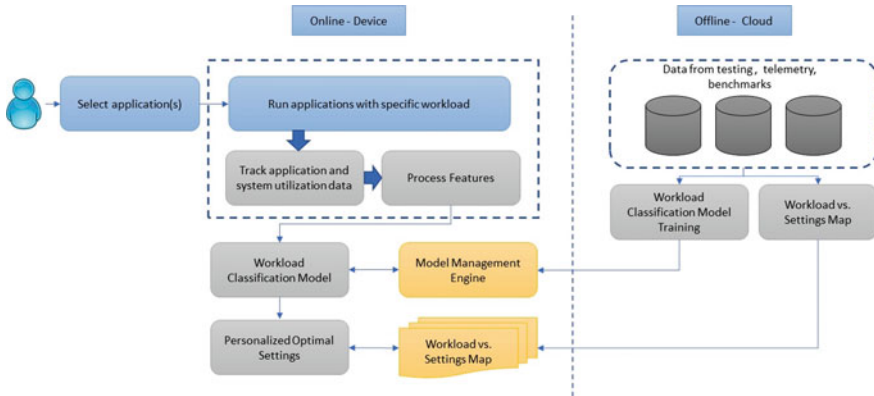 Online - Device
Offline - Cloud
Data from testing, telemetry,
benchmarks
Select application(s)
Run applications with specific workload
Track application and
system utilization data
Process Features
Workload
Classification Model
Training
Workload vs.
Settings Map
Workload
Classification Model
Model Management
Engine
Personalized Optimal
Settings
Workload vs.
Settings Map